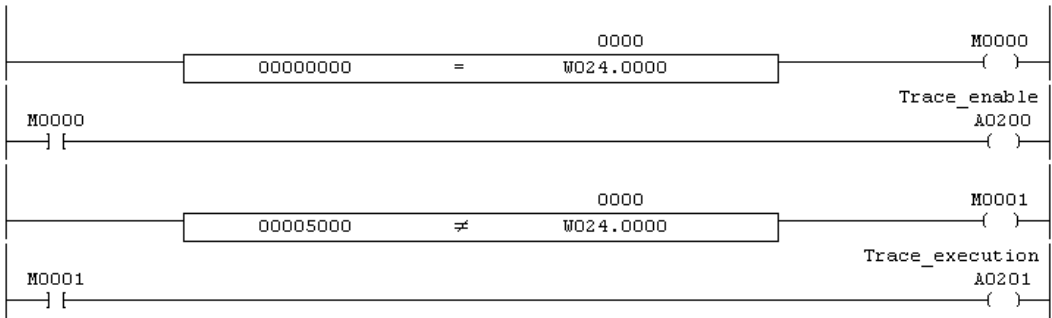 0000 M0000
00000000 = W024.0000 ( )
Trace_enable
M0000 A0200
] [ ( )
0000 M0001
00005000 ≠ W024.0000 ( )
Trace_execution
M0001 A0201
] [ ( )